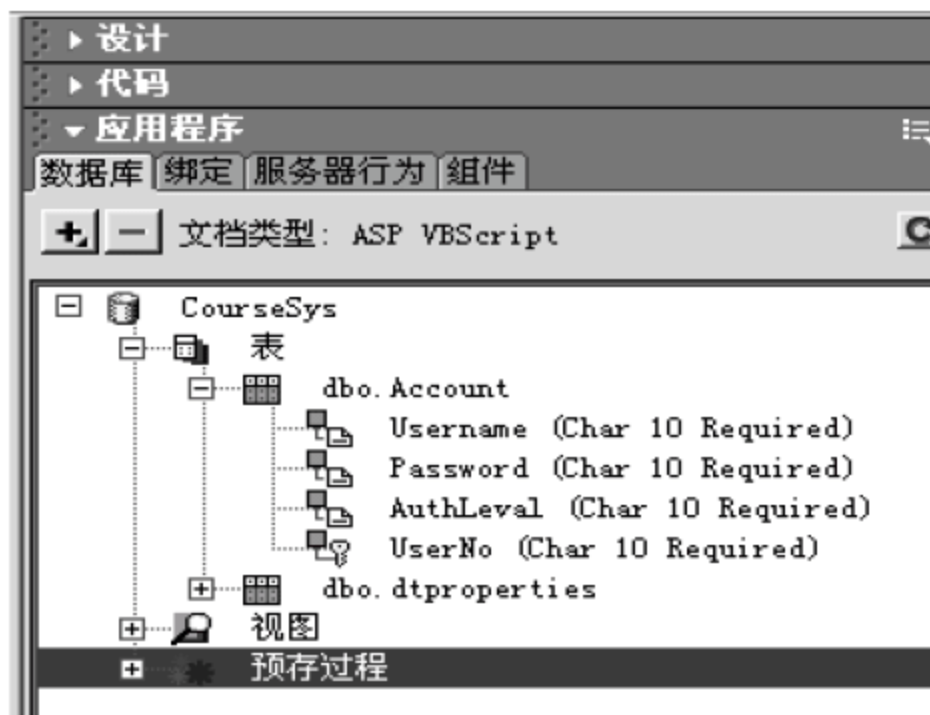 设计
代码
应用程序
数据库 绑定 服务器行为 组件
文档类型: ASP VBScript
CourseSys
表
dbo.Account
Username (Char 10 Required)
Password (Char 10 Required)
AuthLeval (Char 10 Required)
UserNo (Char 10 Required)
dbo.dtproperties
视图
预存过程